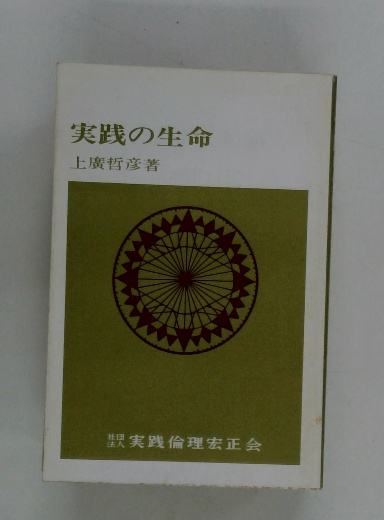 実践の生命
上廣哲彦著
社団法人 実践倫理宏正会